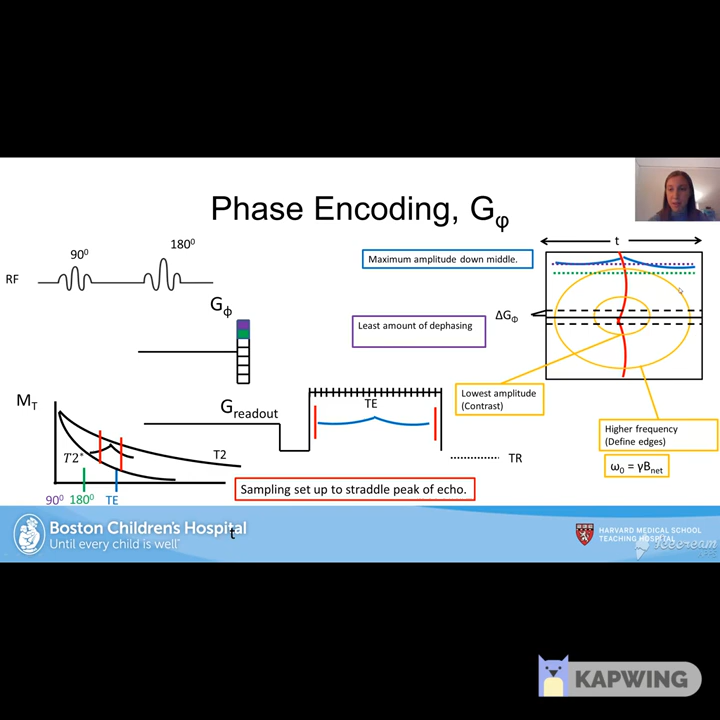 Phase Encoding, Gφ
90⁰
180⁰
RF
Maximum amplitude down middle.
t
Gϕ
Least amount of dephasing
ΔGΦ
MT
Greadout
TE
Lowest amplitude
(Contrast)
Higher frequency
(Define edges)
T2*
T2
TR
ω₀ = γBnet
90⁰ 180⁰ TE
Sampling set up to straddle peak of echo.
t
Boston Children's Hospital
Until every child is well™
HARVARD MEDICAL SCHOOL
TEACHING HOSPITAL
icecream
KAPWING